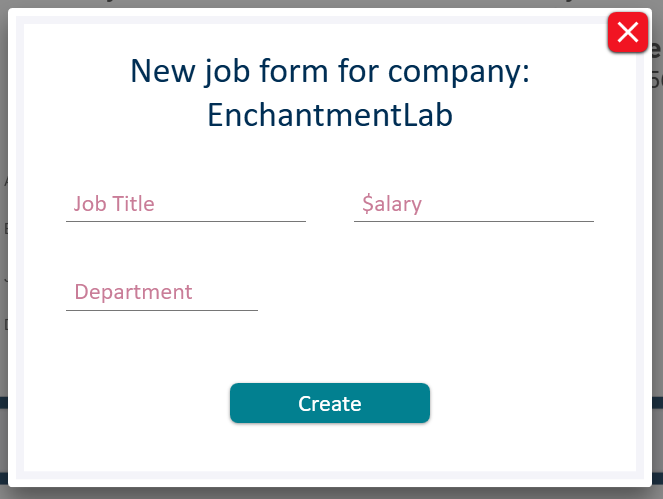 New job form for company:
EnchantmentLab
Job Title
$alary
Department
Create